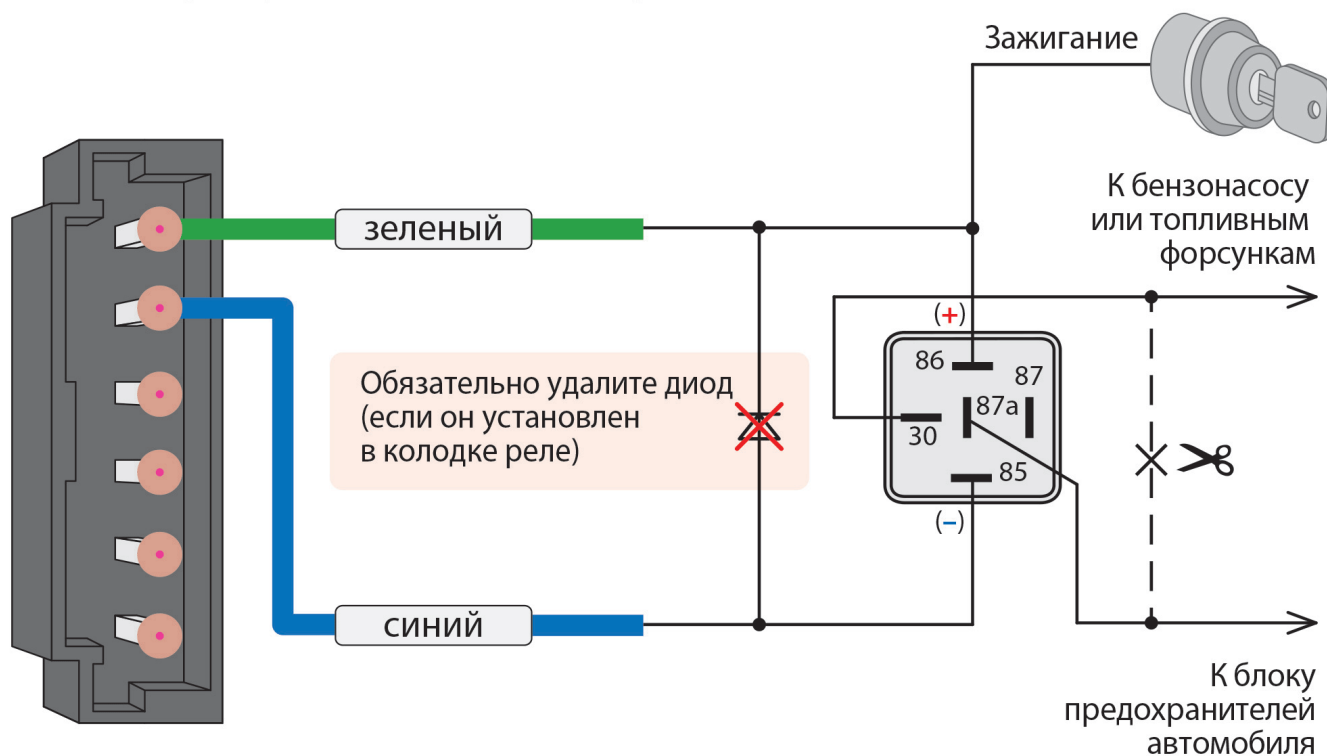 Зажигание
К бензонасосу
или топливным
форсункам
зеленый
(+)
86
87
87a
30
85
(–)
Обязательно удалите диод
(если он установлен
в колодке реле)
синий
К блоку
предохранителей
автомобиля